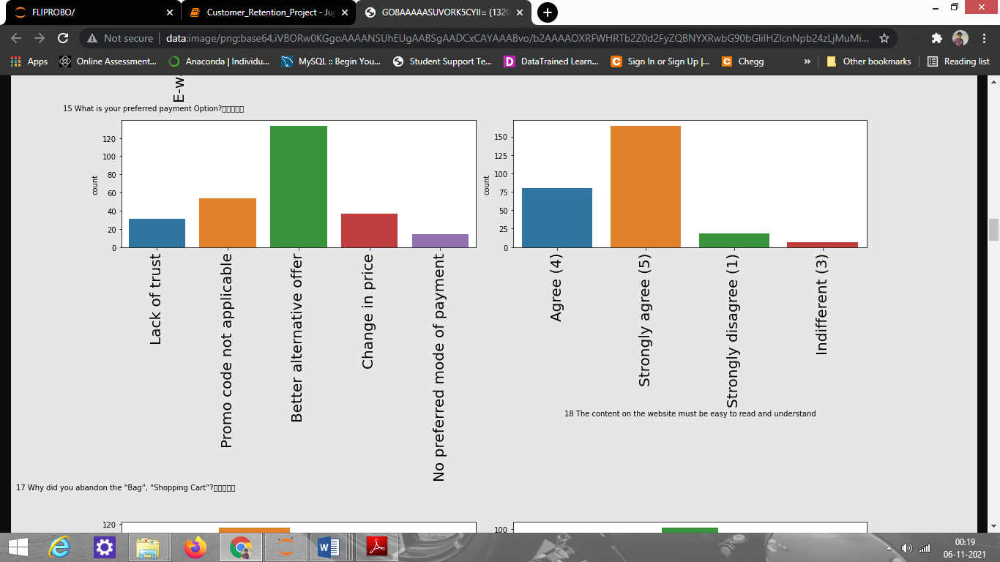 FLIPROBO/
Customer_Retention_Project - Ju
GO8AAAAASUVORK5CYII= (1320
Not secure
data:image/png;base64,iVBORw0KGgoAAAANSUhEUgAABSgAADCxCAYAAABvo/b2AAAAOXRFWHRTb2Z0d2FyZQBNYXRwbG90bGliIHZlcnNpb24zLjMuMi...
Apps
Online Assessment...
Anaconda | Individu...
MySQL :: Begin You...
Student Support Te...
DataTrained Learn...
Sign In or Sign Up |...
Chegg
»
Other bookmarks
Reading list
15 What is your preferred payment Option?
count
120
100
80
60
40
20
0
Lack of trust
Promo code not applicable
Better alternative offer
Change in price
No preferred mode of payment
17 Why did you abandon the “Bag”, “Shopping Cart”?
count
150
125
100
75
50
25
0
Agree (4)
Strongly agree (5)
Strongly disagree (1)
Indifferent (3)
18 The content on the website must be easy to read and understand
120
100
00:19
06-11-2021